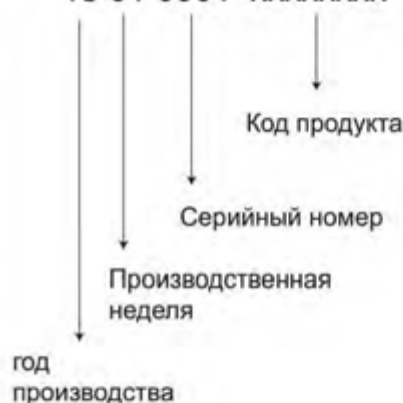 Код продукта
Серийный номер
Производственная
неделя
год
производства